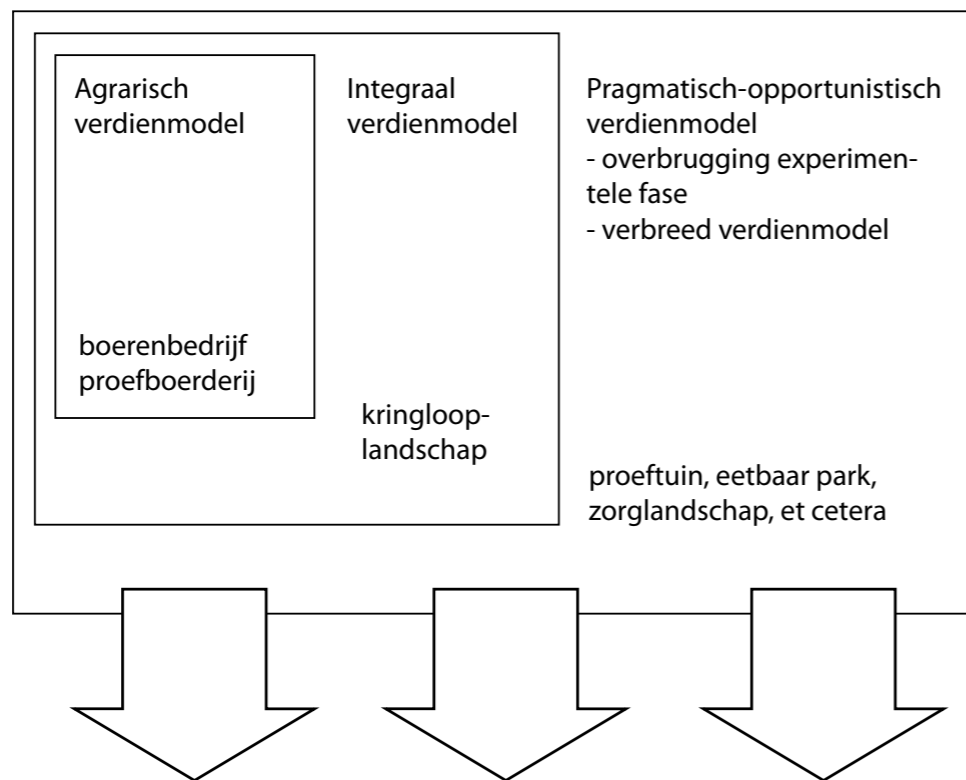 Agrarisch
verdienmodel
boerenbedrijf
proefboerderij
Integraal
verdienmodel
kringloop-
landschap
Pragmatisch-opportunistisch
verdienmodel
- overbrugging experimen-
tele fase
- verbreed verdienmodel
proeftuin, eetbaar park,
zorglandschap, et cetera